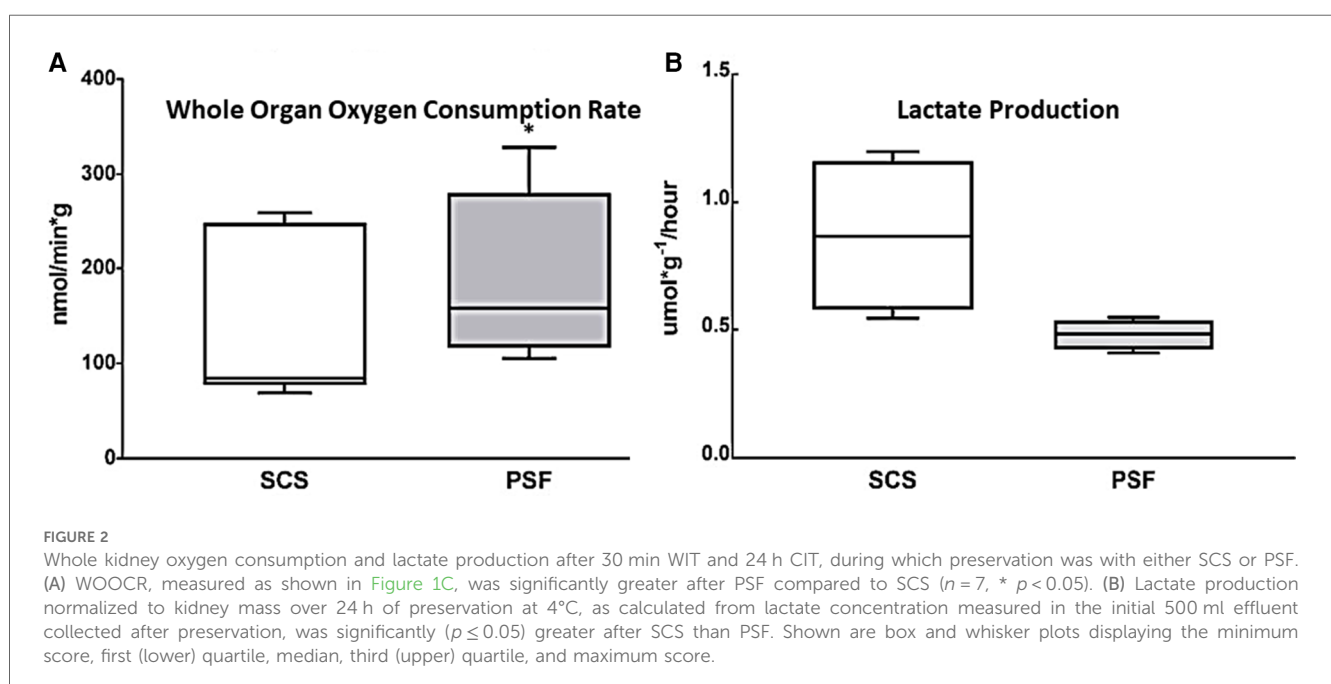 A
400
Whole Organ Oxygen Consumption Rate
*
300
nmol/min*g
200
100
0
SCS PSF
B
1.5
Lactate Production
1.0
umol*g⁻¹/hour
0.5
0.0
SCS PSF
FIGURE 2
Whole kidney oxygen consumption and lactate production after 30 min WIT and 24 h CIT, during which preservation was with either SCS or PSF.
(A) WOOCR, measured as shown in Figure 1C, was significantly greater after PSF compared to SCS (n = 7, * p < 0.05). (B) Lactate production
normalized to kidney mass over 24 h of preservation at 4°C, as calculated from lactate concentration measured in the initial 500 ml effluent
collected after preservation, was significantly (p ≤ 0.05) greater after SCS than PSF. Shown are box and whisker plots displaying the minimum
score, first (lower) quartile, median, third (upper) quartile, and maximum score.